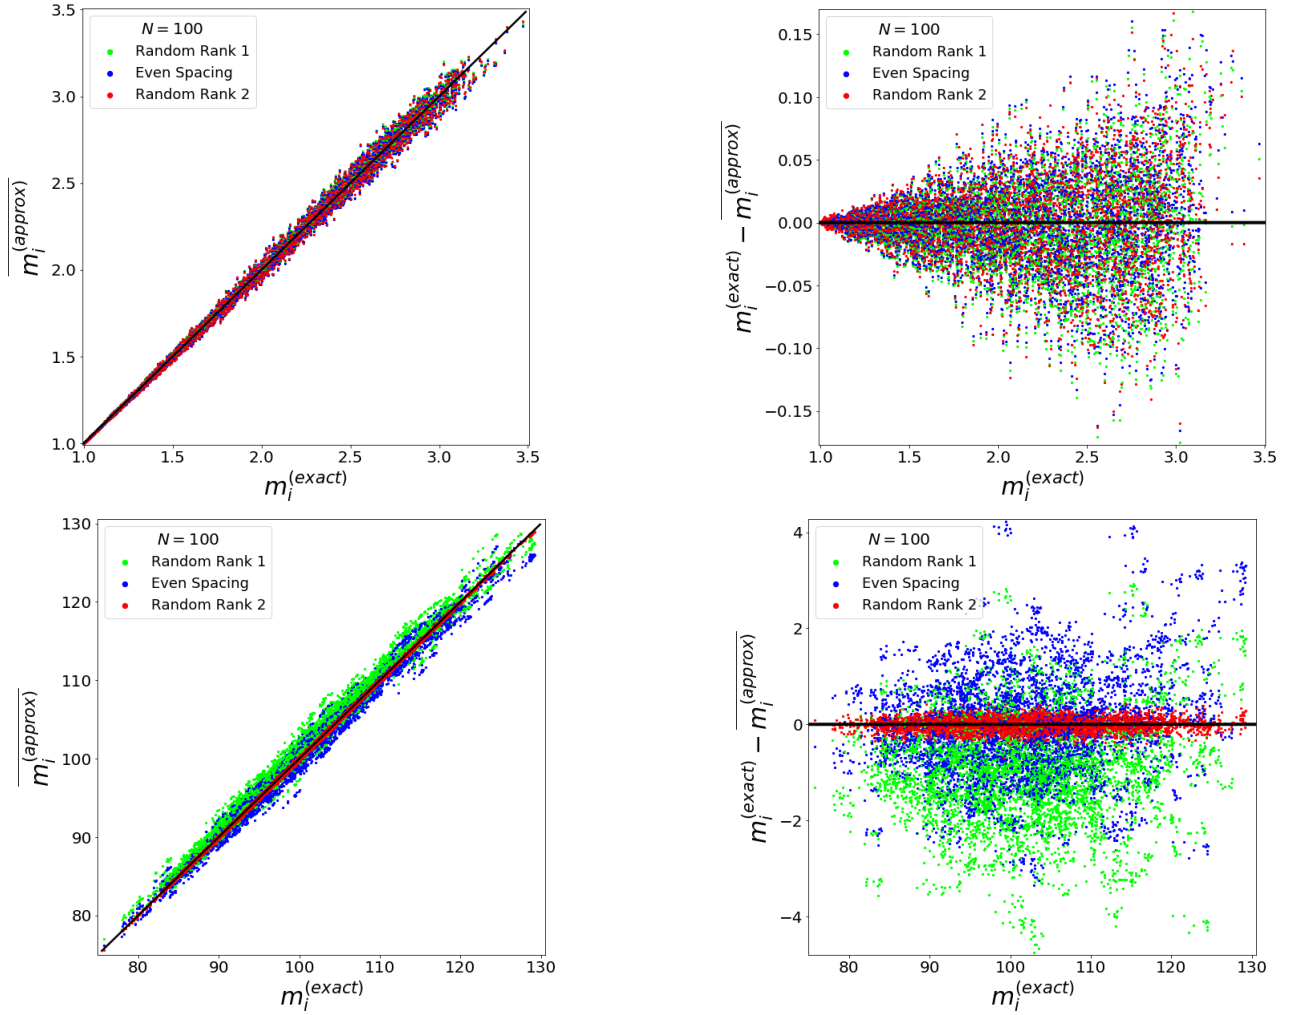 3.5
3.0
2.5
2.0
1.5
1.0
N = 100
Random Rank 1
Even Spacing
Random Rank 2
1.0 1.5 2.0 2.5 3.0 3.5
m_i^{(exact)}
\overline{m_i^{(approx)}}
0.15
0.10
0.05
0.00
−0.05
−0.10
−0.15
N = 100
Random Rank 1
Even Spacing
Random Rank 2
1.0 1.5 2.0 2.5 3.0 3.5
m_i^{(exact)}
m_i^{(exact)} − \overline{m_i^{(approx)}}
130
120
110
100
90
80
N = 100
Random Rank 1
Even Spacing
Random Rank 2
80 90 100 110 120 130
m_i^{(exact)}
\overline{m_i^{(approx)}}
4
2
0
−2
−4
N = 100
Random Rank 1
Even Spacing
Random Rank 2
80 90 100 110 120 130
m_i^{(exact)}
m_i^{(exact)} − \overline{m_i^{(approx)}}